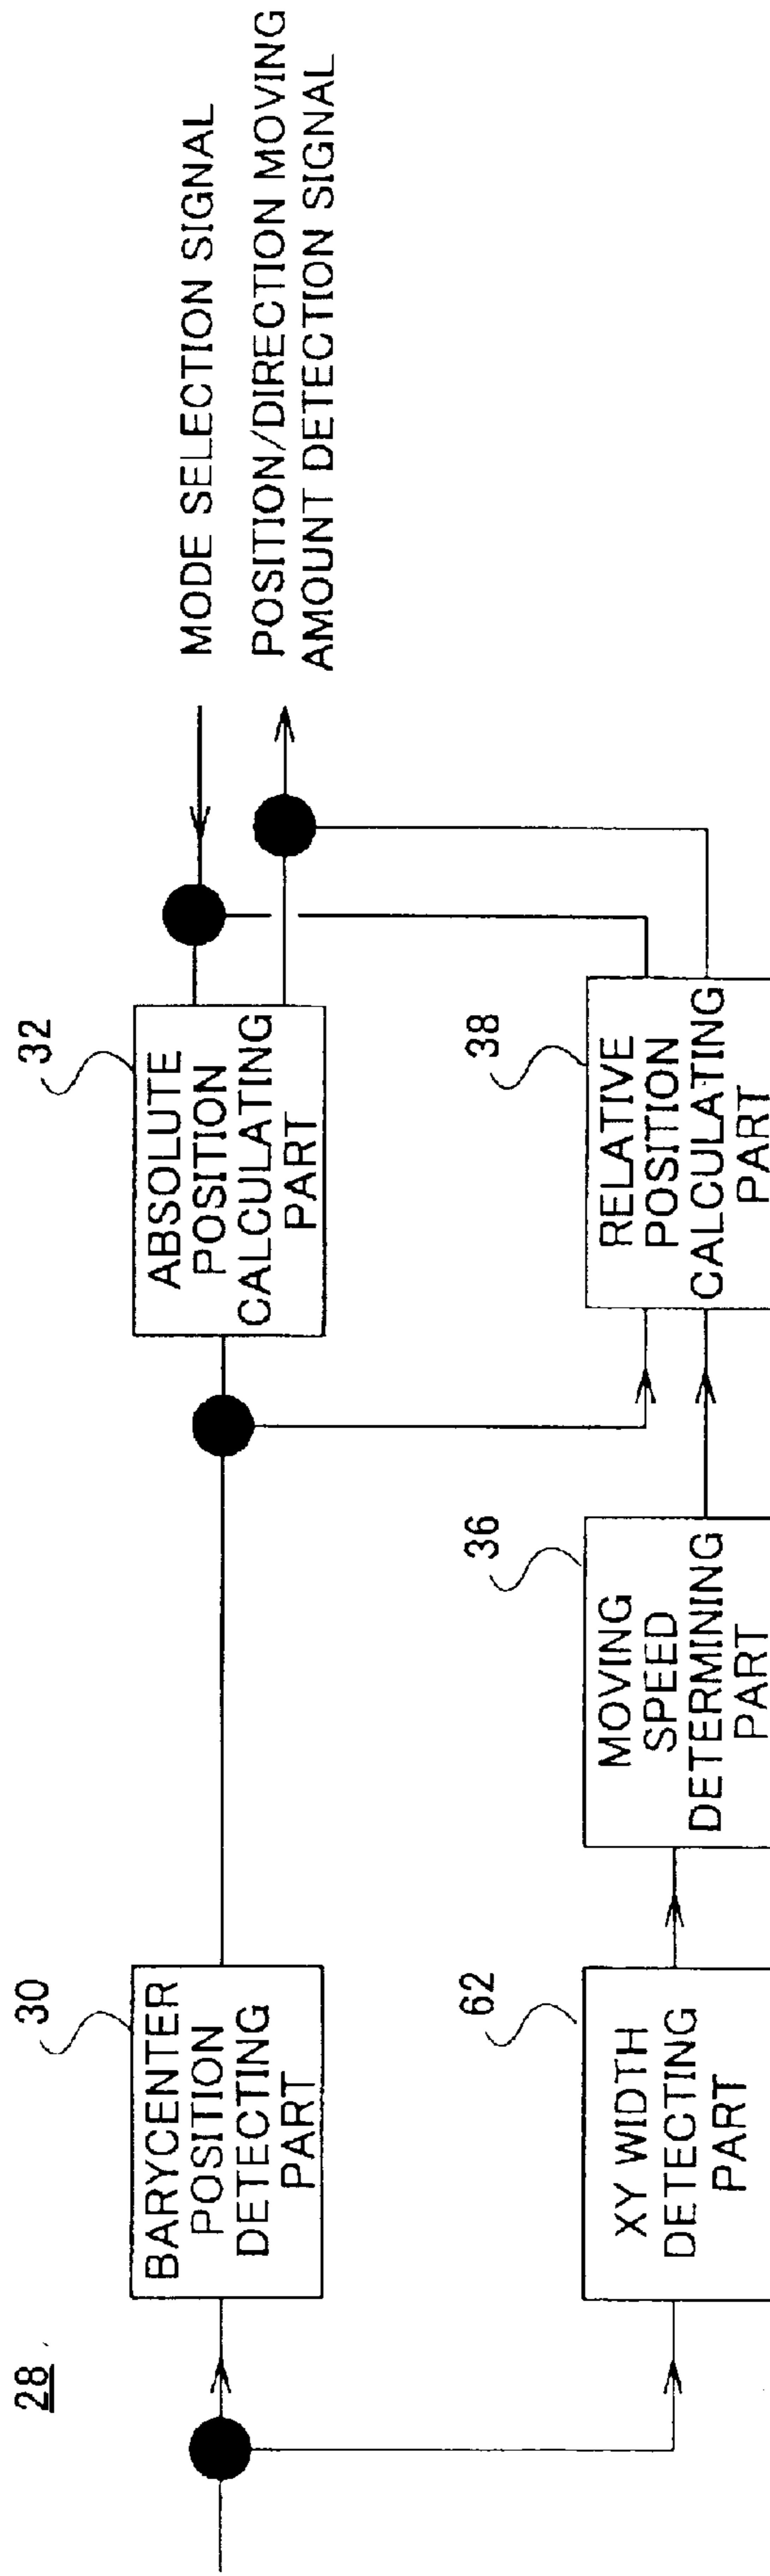 28
30
BARYCENTER
POSITION
DETECTING
PART
32
ABSOLUTE
POSITION
CALCULATING
PART
MODE SELECTION SIGNAL
POSITION/DIRECTION MOVING
AMOUNT DETECTION SIGNAL
62
XY WIDTH
DETECTING
PART
36
MOVING
SPEED
DETERMINING
PART
38
RELATIVE
POSITION
CALCULATING
PART